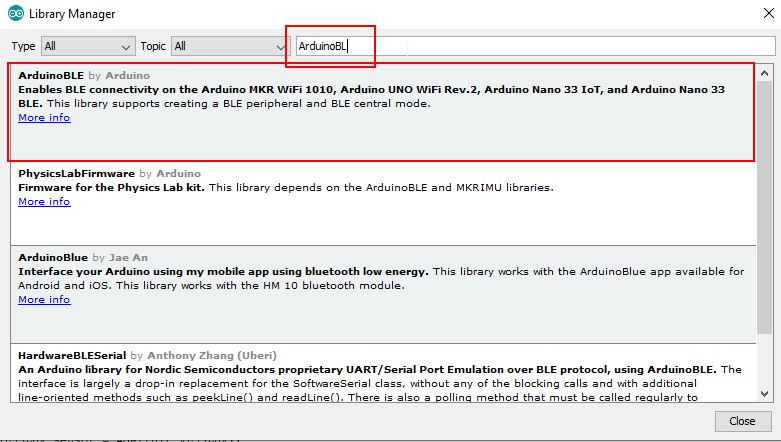 Library Manager
Type All Topic All ArduinoBL
ArduinoBLE by Arduino
Enables BLE connectivity on the Arduino MKR WiFi 1010, Arduino UNO WiFi Rev.2, Arduino Nano 33 IoT, and Arduino Nano 33
BLE. This library supports creating a BLE peripheral and BLE central mode.
More info
PhysicsLabFirmware by Arduino
Firmware for the Physics Lab kit. This library depends on the ArduinoBLE and MKRIMU libraries.
More info
ArduinoBlue by Jae An
Interface your Arduino using my mobile app using bluetooth low energy. This library works with the ArduinoBlue app available for
Android and iOS. This library works with the HM 10 bluetooth module.
More info
HardwareBLESerial by Anthony Zhang (Uberi)
An Arduino library for Nordic Semiconductors proprietary UART/Serial Port Emulation over BLE protocol, using ArduinoBLE. The
interface is largely a drop-in replacement for the SoftwareSerial class, without any of the blocking calls and with additional
line-oriented methods such as peekLine() and readLine(). There is also a polling method that must be called regularly to
Close